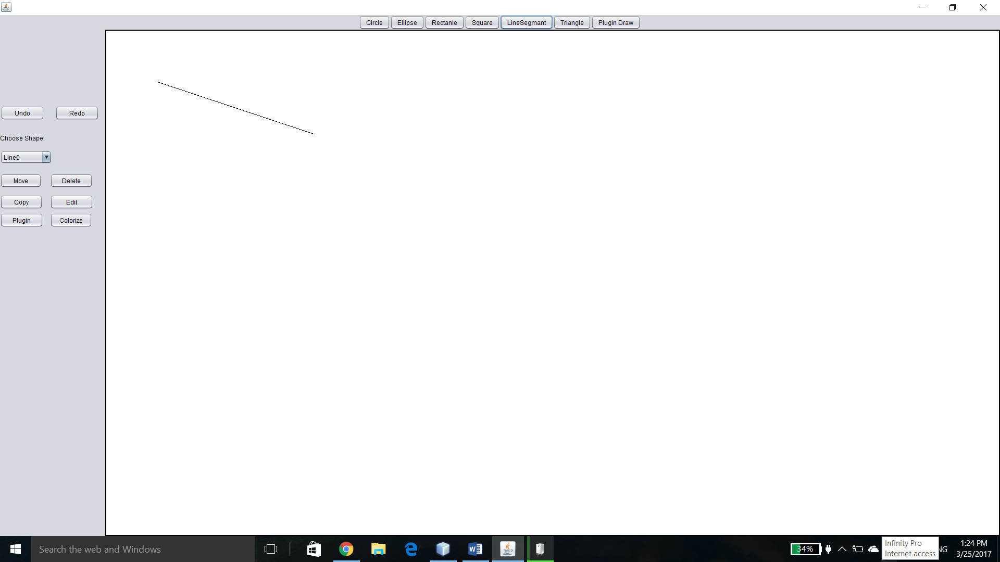 Circle Ellipse Rectanle Square LineSegmant Triangle Plugin Draw
Undo Redo
Choose Shape
Line0
Move Delete
Copy Edit
Plugin Colorize
Search the web and Windows
34%
Infinity Pro
Internet access
NG
1:24 PM
3/25/2017